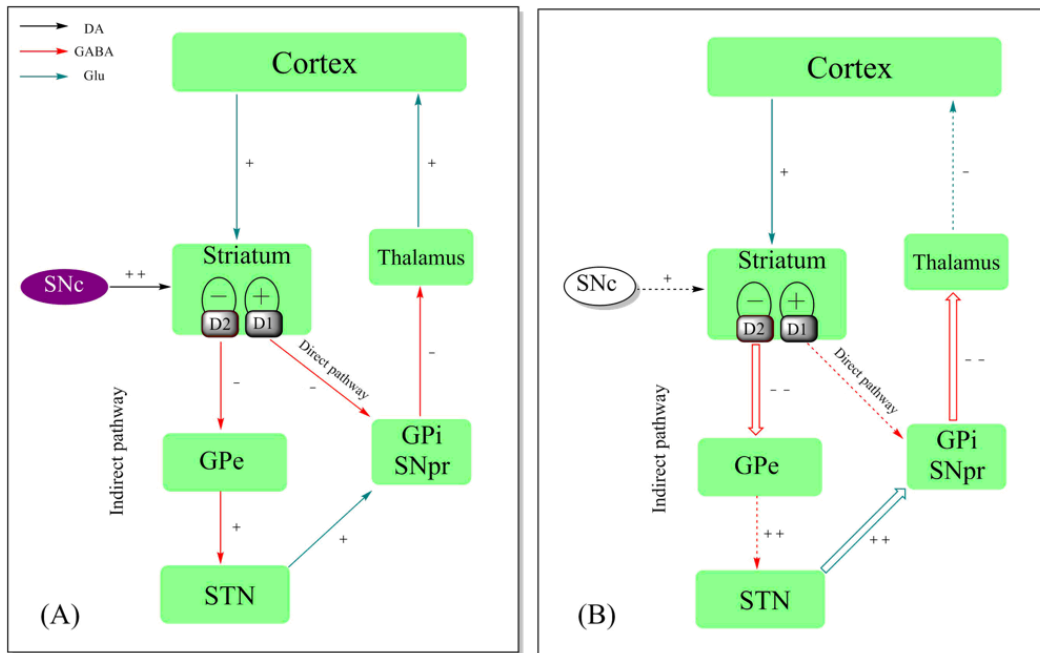 DA
GABA
Glu
Cortex
+
+
Striatum
Thalamus
SNc
++
−
+
D2
D1
Direct pathway
−
−
−
Indirect pathway
GPe
GPi
SNpr
+
+
STN
(A)
Cortex
+
−
Striatum
Thalamus
SNc
+
−
+
D2
D1
Direct pathway
− −
− −
Indirect pathway
GPe
GPi
SNpr
++
++
STN
(B)